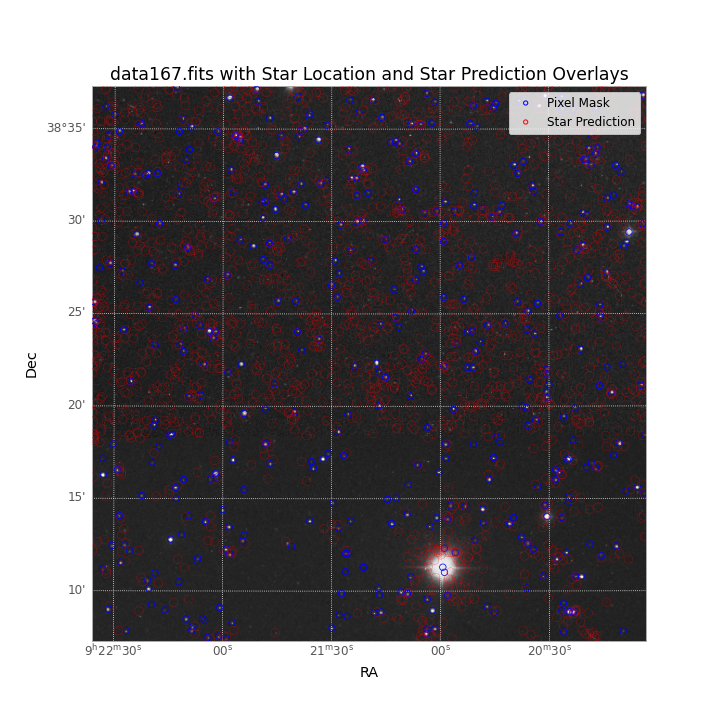 data167.fits with Star Location and Star Prediction Overlays
Pixel Mask
Star Prediction
38°35'
30'
25'
20'
15'
10'
Dec
9ʰ22ᵐ30ˢ 00ˢ 21ᵐ30ˢ 00ˢ 20ᵐ30ˢ
RA